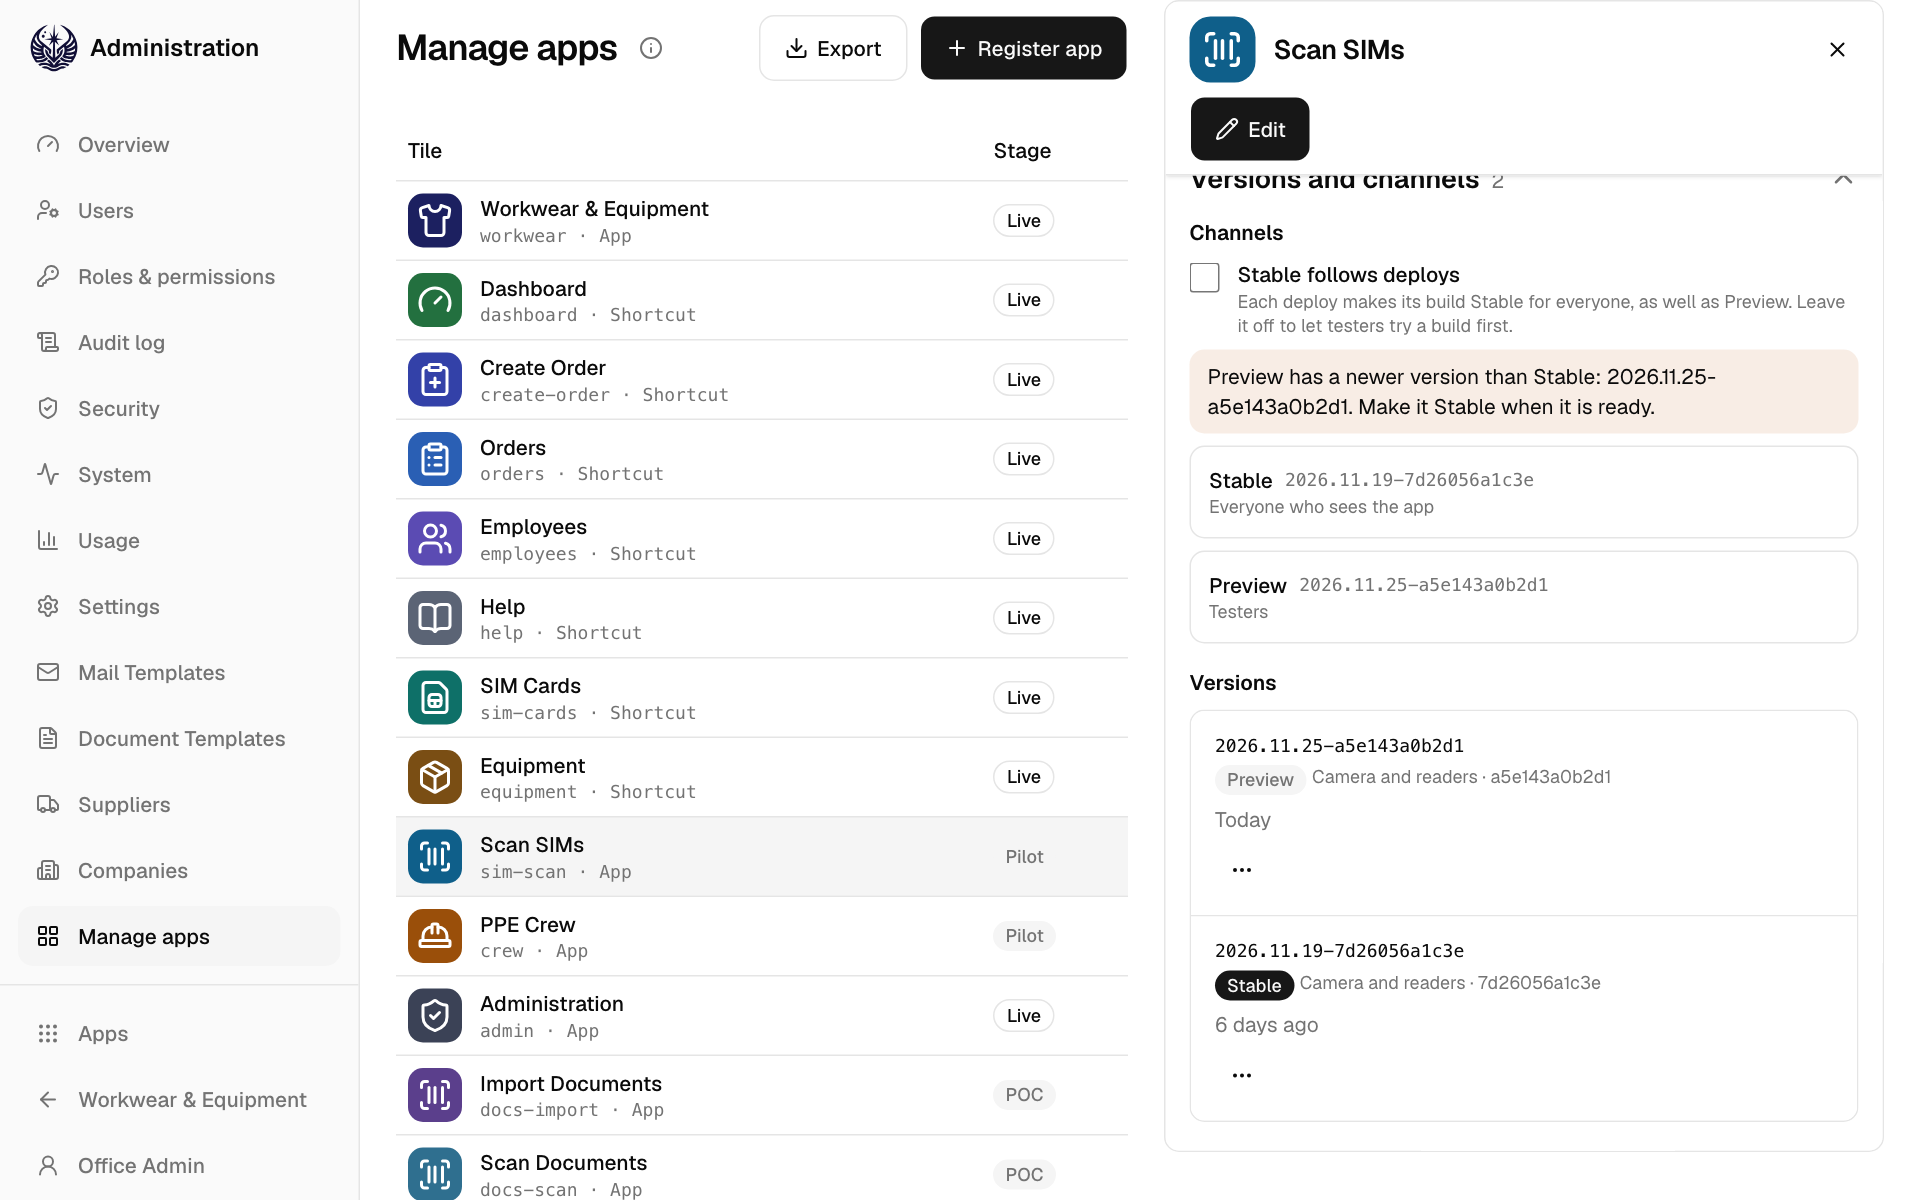 Administration
Overview
Users
Roles & permissions
Audit log
Security
System
Usage
Settings
Mail Templates
Document Templates
Suppliers
Companies
Manage apps
Apps
Workwear & Equipment
Office Admin
Manage apps
Export
Register app
Tile Stage
Workwear & Equipment
workwear · App
Live
Dashboard
dashboard · Shortcut
Live
Create Order
create-order · Shortcut
Live
Orders
orders · Shortcut
Live
Employees
employees · Shortcut
Live
Help
help · Shortcut
Live
SIM Cards
sim-cards · Shortcut
Live
Equipment
equipment · Shortcut
Live
Scan SIMs
sim-scan · App
Pilot
PPE Crew
crew · App
Pilot
Administration
admin · App
Live
Import Documents
docs-import · App
POC
Scan Documents
docs-scan · App
POC
Scan SIMs
Edit
Versions and channels 2
Channels
Stable follows deploys
Each deploy makes its build Stable for everyone, as well as Preview. Leave
it off to let testers try a build first.
Preview has a newer version than Stable: 2026.11.25-
a5e143a0b2d1. Make it Stable when it is ready.
Stable 2026.11.19-7d26056a1c3e
Everyone who sees the app
Preview 2026.11.25-a5e143a0b2d1
Testers
Versions
2026.11.25-a5e143a0b2d1
Preview Camera and readers · a5e143a0b2d1
Today
2026.11.19-7d26056a1c3e
Stable Camera and readers · 7d26056a1c3e
6 days ago